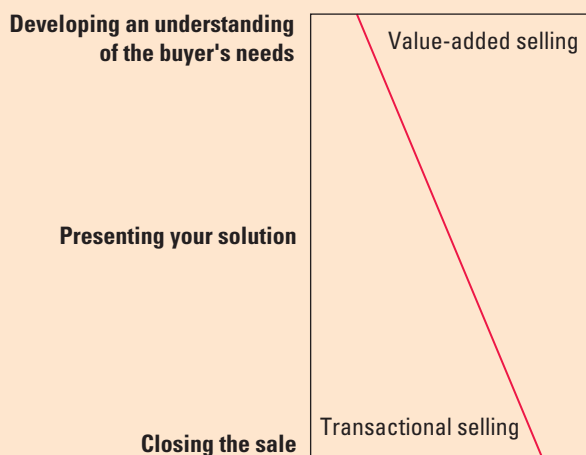 Developing an understanding
of the buyer's needs
Value-added selling
Presenting your solution
Transactional selling
Closing the sale